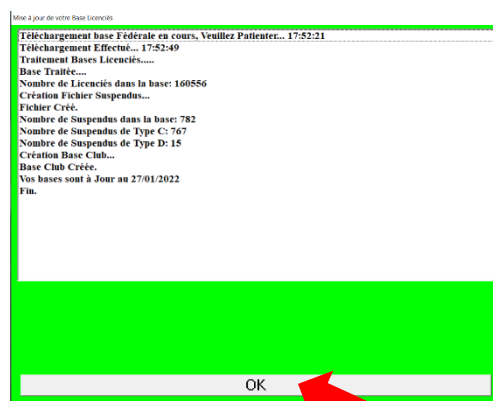 Mise à jour de votre Base Licenciés
Téléchargement base Fédérale en cours, Veuillez Patienter... 17:52:21
Téléchargement Effectué... 17:52:49
Traitement Bases Licenciés.....
Base Traitée....
Nombre de Licenciés dans la base: 160556
Création Fichier Suspendus...
Fichier Créé.
Nombre de Suspendus dans la base: 782
Nombre de Suspendus de Type C: 767
Nombre de Suspendus de Type D: 15
Création Base Club...
Base Club Créée.
Vos bases sont à Jour au 27/01/2022
Fin.
OK